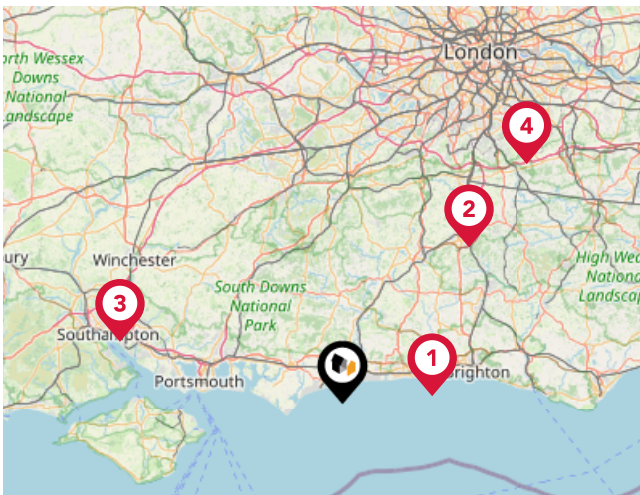 London
orth Wessex
Downs
National
Landscape
4
2
ury
Winchester
High Wea
Nationa
Landscap
South Downs
National
Park
3
Southampton
Portsmouth
1
Brighton